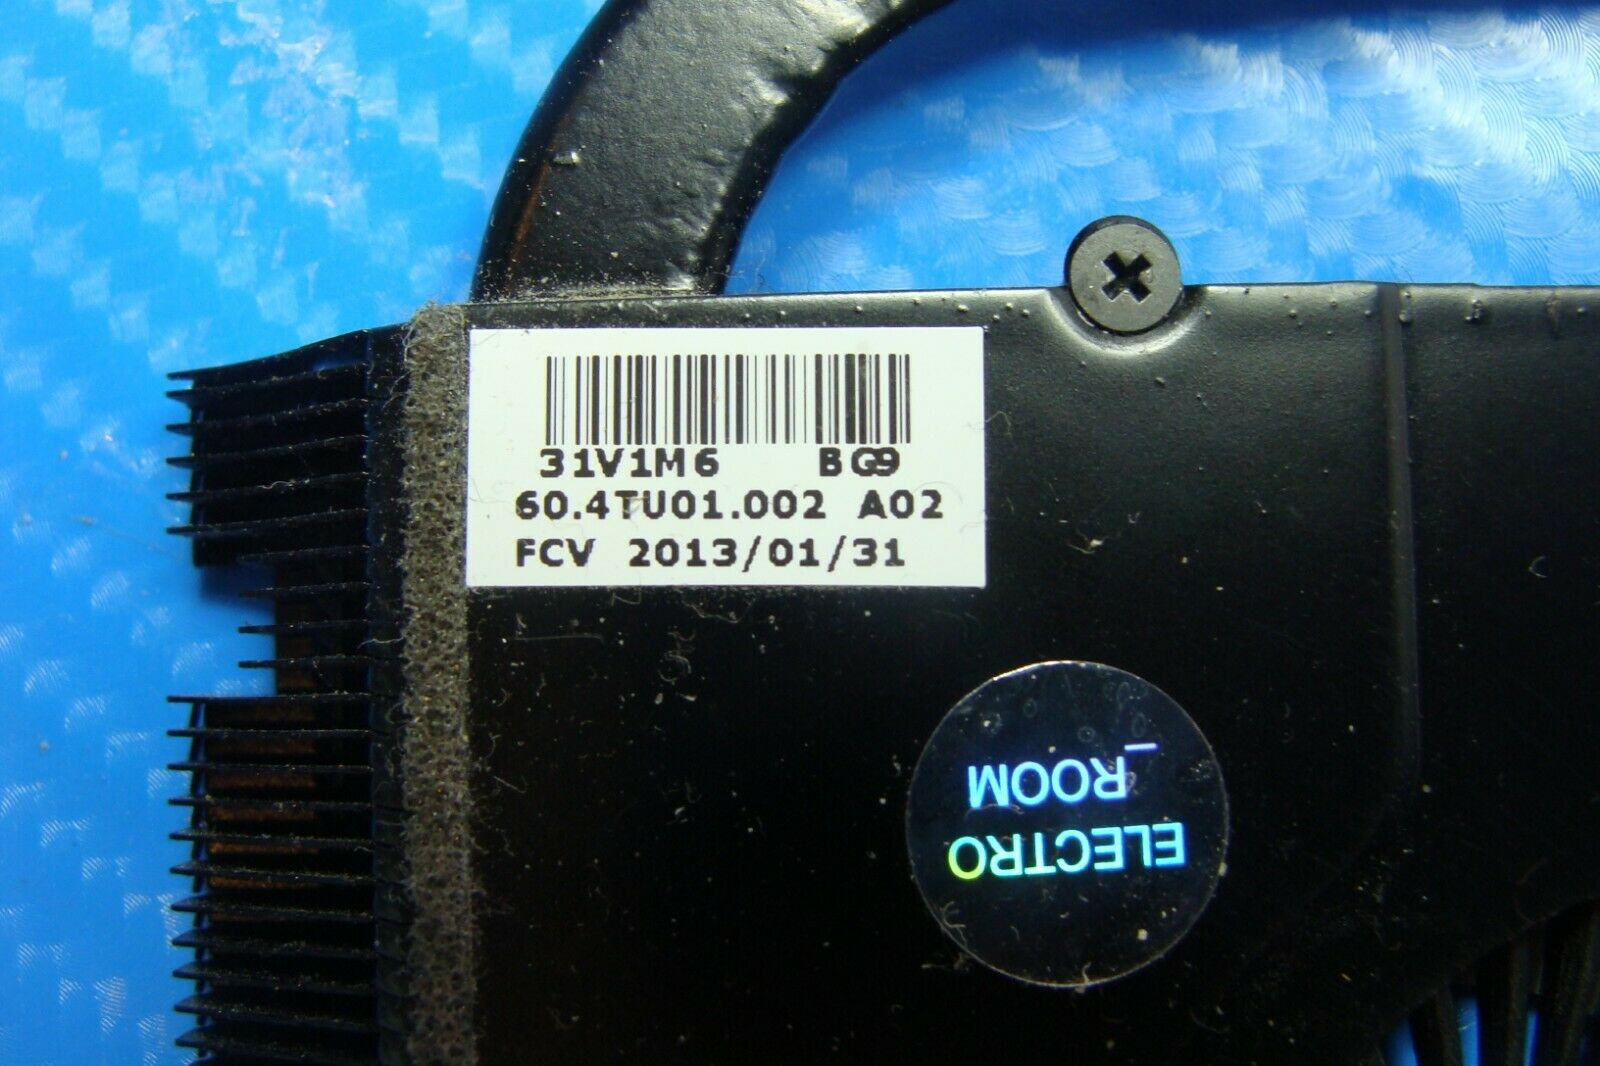 31V1M6 BG9
60.4TU01.002 A02
FCV 2013/01/31
ELECTRO
_ROOM